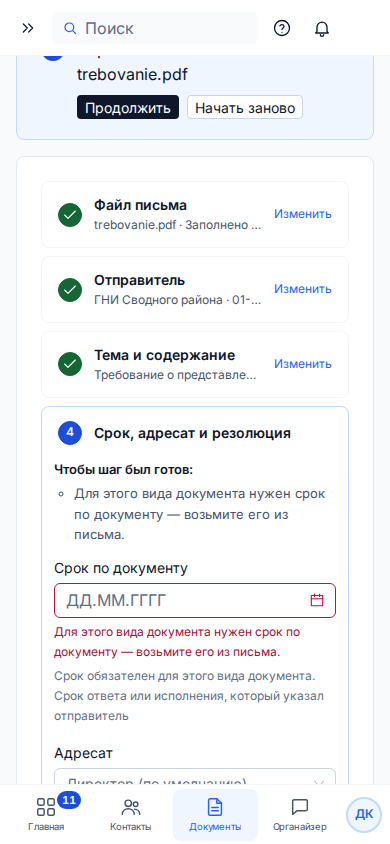 Поиск
trebovanie.pdf
Продолжить
Начать заново
Файл письма
trebovanie.pdf · Заполнено ...
Изменить
Отправитель
ГНИ Сводного района · 01-...
Изменить
Тема и содержание
Требование о представле...
Изменить
4
Срок, адресат и резолюция
Чтобы шаг был готов:
Для этого вида документа нужен срок
по документу — возьмите его из
письма.
Срок по документу
ДД.ММ.ГГГГ
Для этого вида документа нужен срок по
документу — возьмите его из письма.
Срок обязателен для этого вида документа.
Срок ответа или исполнения, который указал
отправитель
Адресат
Директор (по умолчанию)
11
Главная
Контакты
Документы
Органайзер
ДК